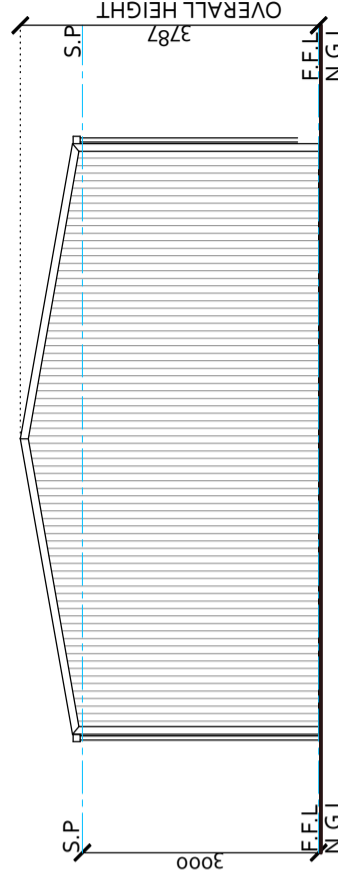 OVERALL HEIGHT
3787
S.P
F.F.L
N.G.L
S.P
3000
F.F.L
N.G.L